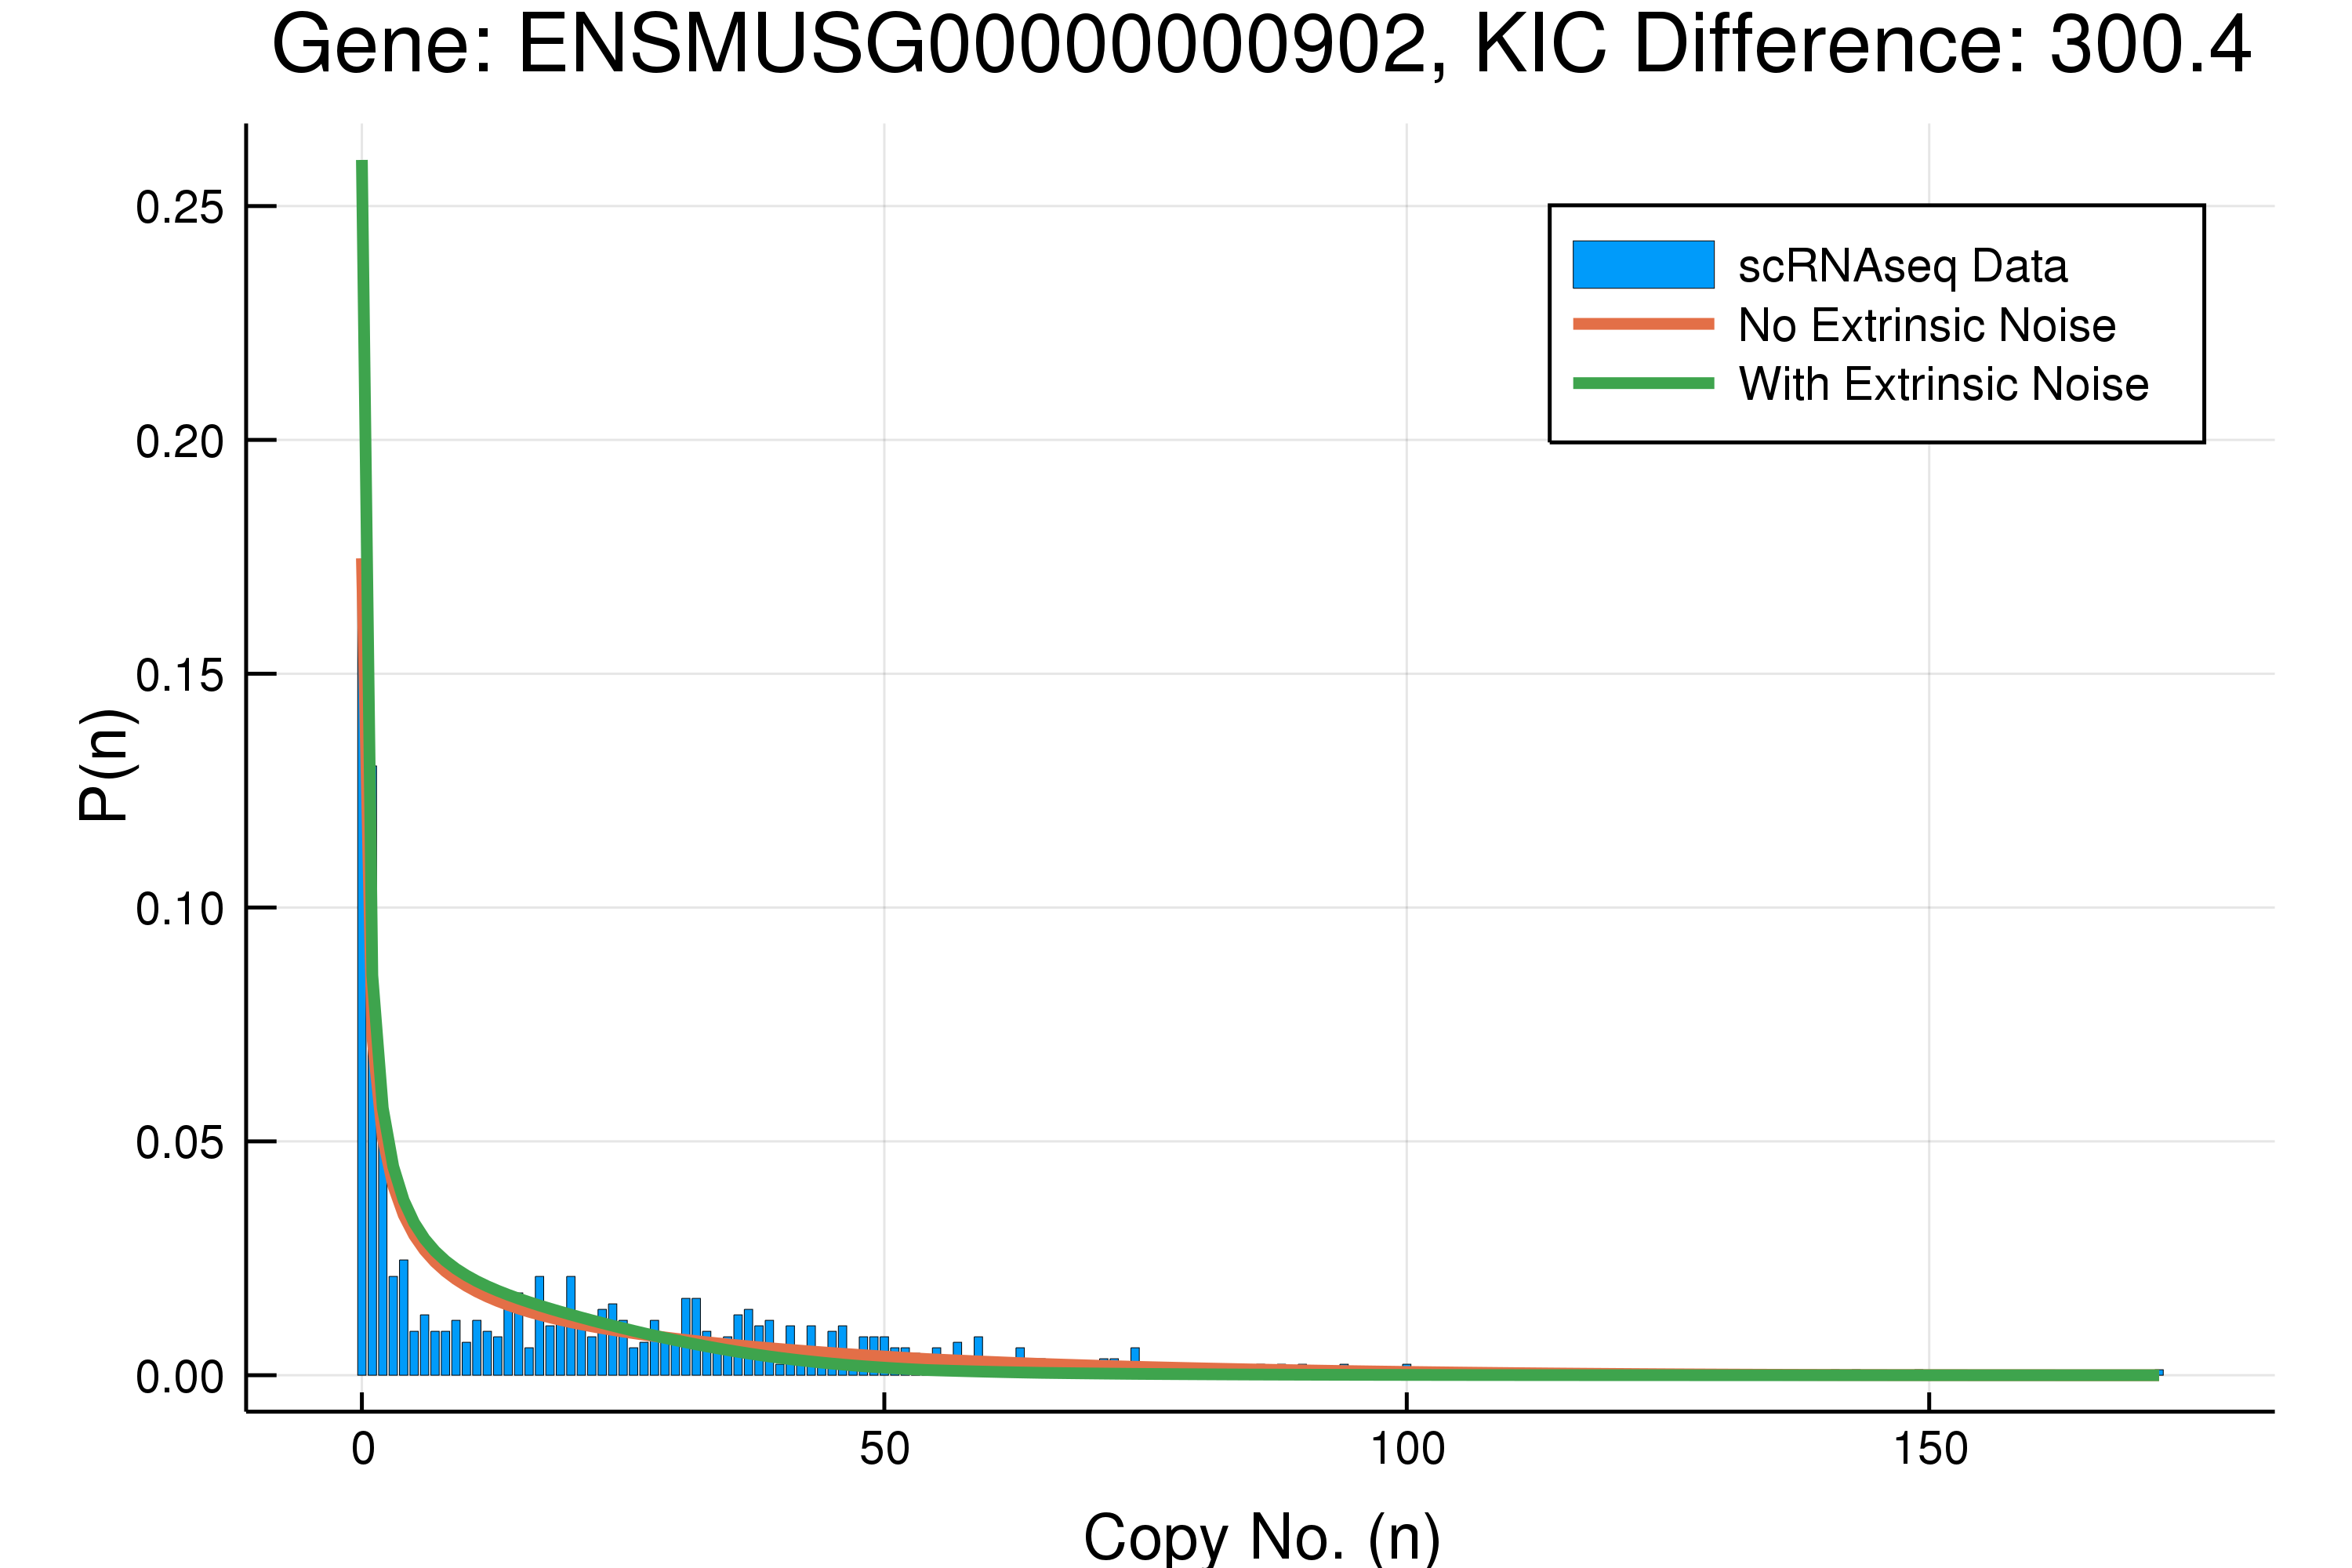 Gene: ENSMUSG00000000902, KIC Difference: 300.4
0.25
0.20
0.15
0.10
0.05
0.00
P(n)
scRNAseq Data
No Extrinsic Noise
With Extrinsic Noise
0 50 100 150
Copy No. (n)